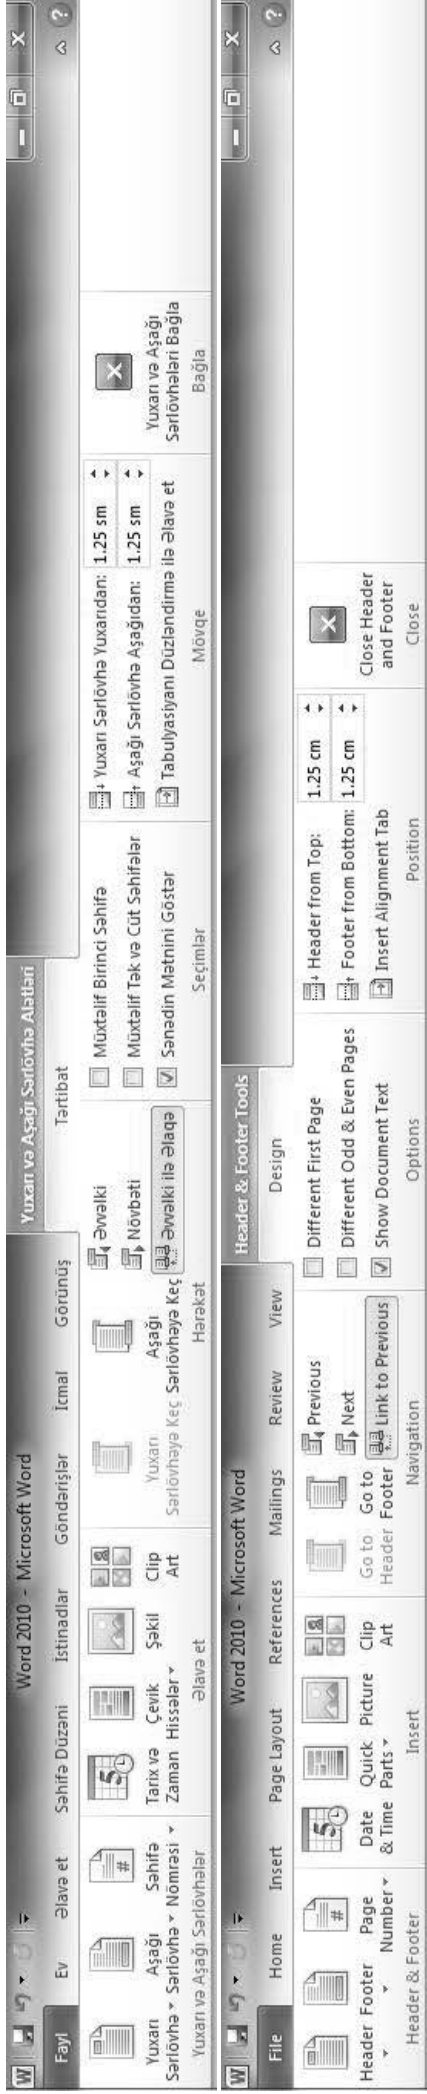 Word 2010 - Microsoft Word
Yuxarı və Aşağı Sərlövhə Alətləri
Fayl Ev Əlavə et Səhifə Düzəni İstinadlar Göndərişlər İcmal Görünüş Tərtibat
Yuxarı Sərlövhə
Aşağı Sərlövhə
Səhifə Nömrəsi
Yuxarı və Aşağı Sərlövhələr
Tarix və Zaman
Çevik Hissələr
Şəkil
Clip Art
Əlavə et
Yuxarı Sərlövhəyə Keç
Aşağı Sərlövhəyə Keç
Əvvəlki
Növbəti
Əvvəlki ilə Əlaqə
Hərəkət
Müxtəlif Birinci Səhifə
Müxtəlif Tək və Cüt Səhifələr
Sənədin Mətnini Göstər
Seçimlər
Yuxarı Sərlövhə Yuxarıdan: 1.25 sm
Aşağı Sərlövhə Aşağıdan: 1.25 sm
Tabulyasiyanı Düzləndirmə ilə Əlavə et
Mövqe
Yuxarı və Aşağı
Sərlövhələri Bağla
Bağla
Word 2010 - Microsoft Word
Header & Footer Tools
File Home Insert Page Layout References Mailings Review View Design
Header
Footer
Page Number
Header & Footer
Date & Time
Quick Parts
Picture
Clip Art
Insert
Go to Header
Go to Footer
Previous
Next
Link to Previous
Navigation
Different First Page
Different Odd & Even Pages
Show Document Text
Options
Header from Top: 1.25 cm
Footer from Bottom: 1.25 cm
Insert Alignment Tab
Position
Close Header
and Footer
Close